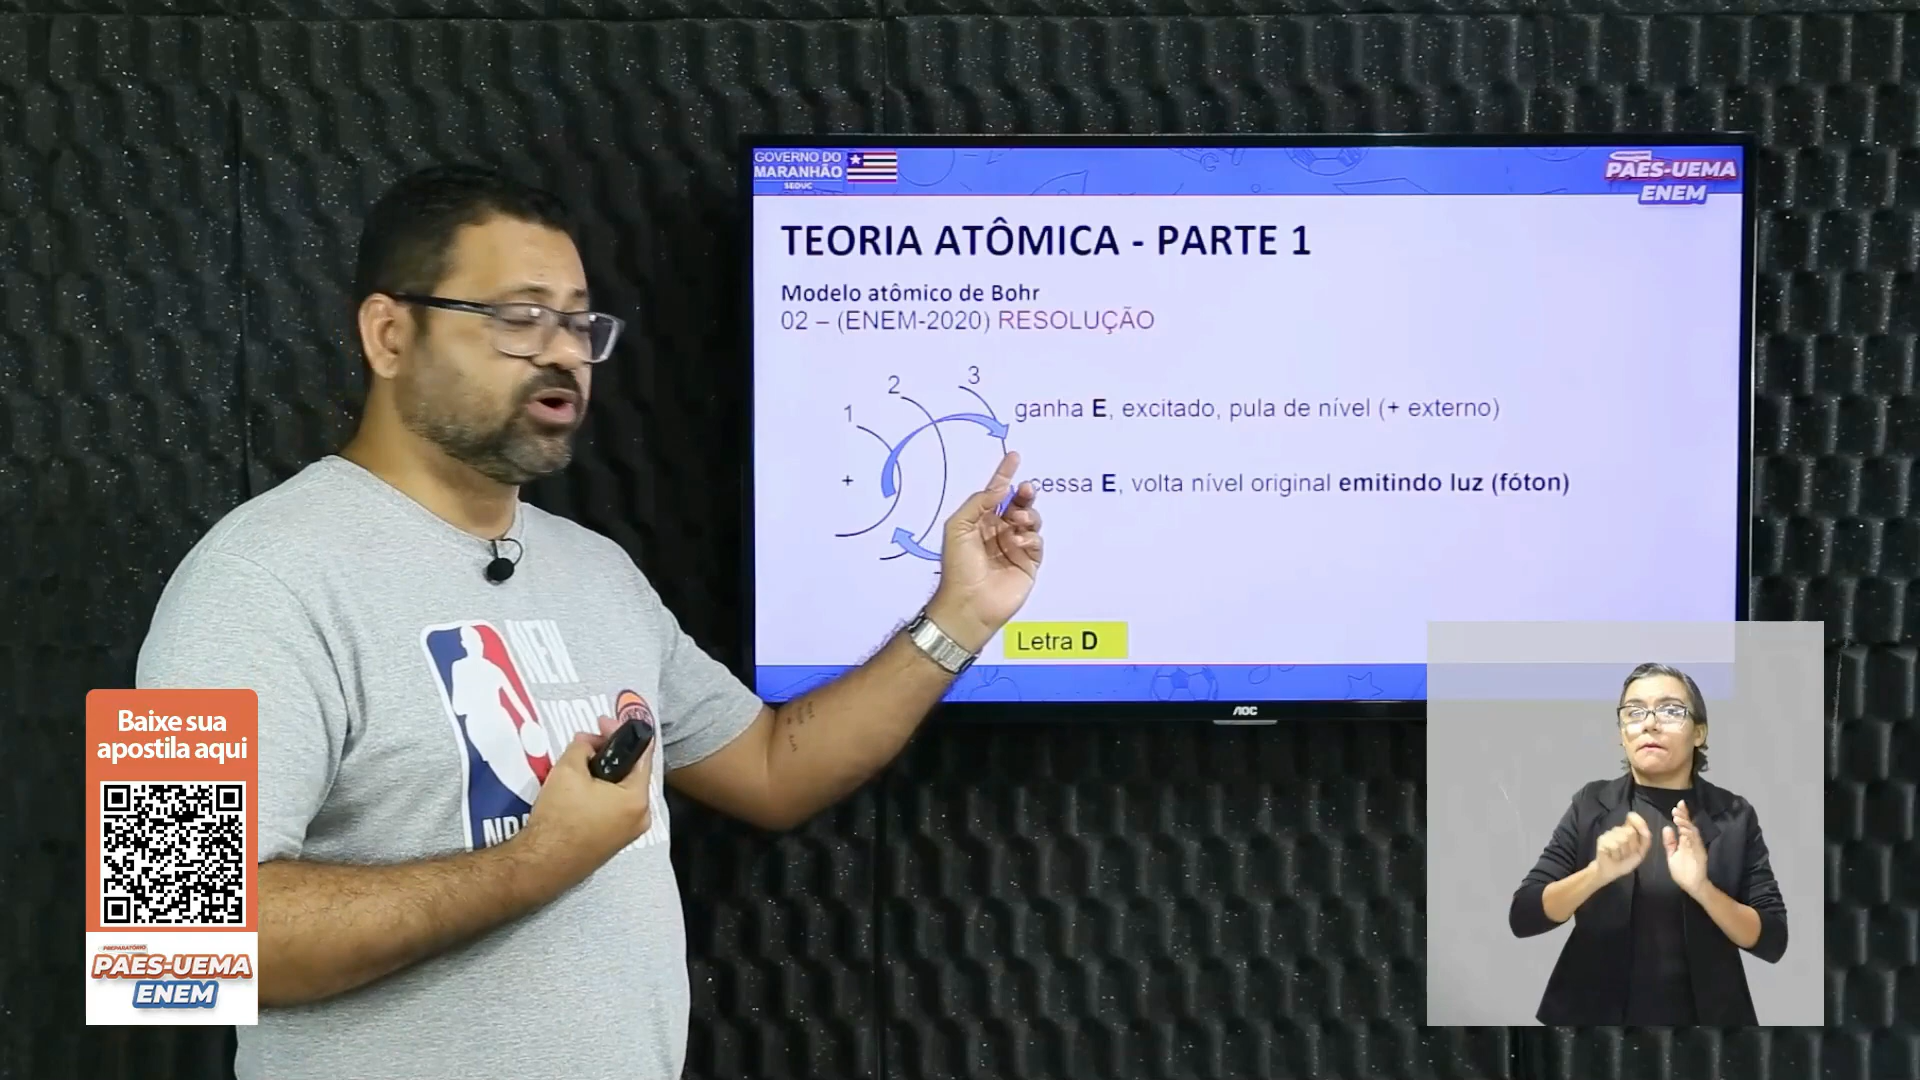 GOVERNO DO
MARANHÃO
SEDUC
PAES-UEMA
ENEM
TEORIA ATÔMICA - PARTE 1
Modelo atômico de Bohr
02 – (ENEM-2020) RESOLUÇÃO
1
2
3
+
ganha E, excitado, pula de nível (+ externo)
cessa E, volta nível original emitindo luz (fóton)
Letra D
AOC
NEW
Baixe sua
apostila aqui
PREPARATÓRIO
PAES-UEMA
ENEM